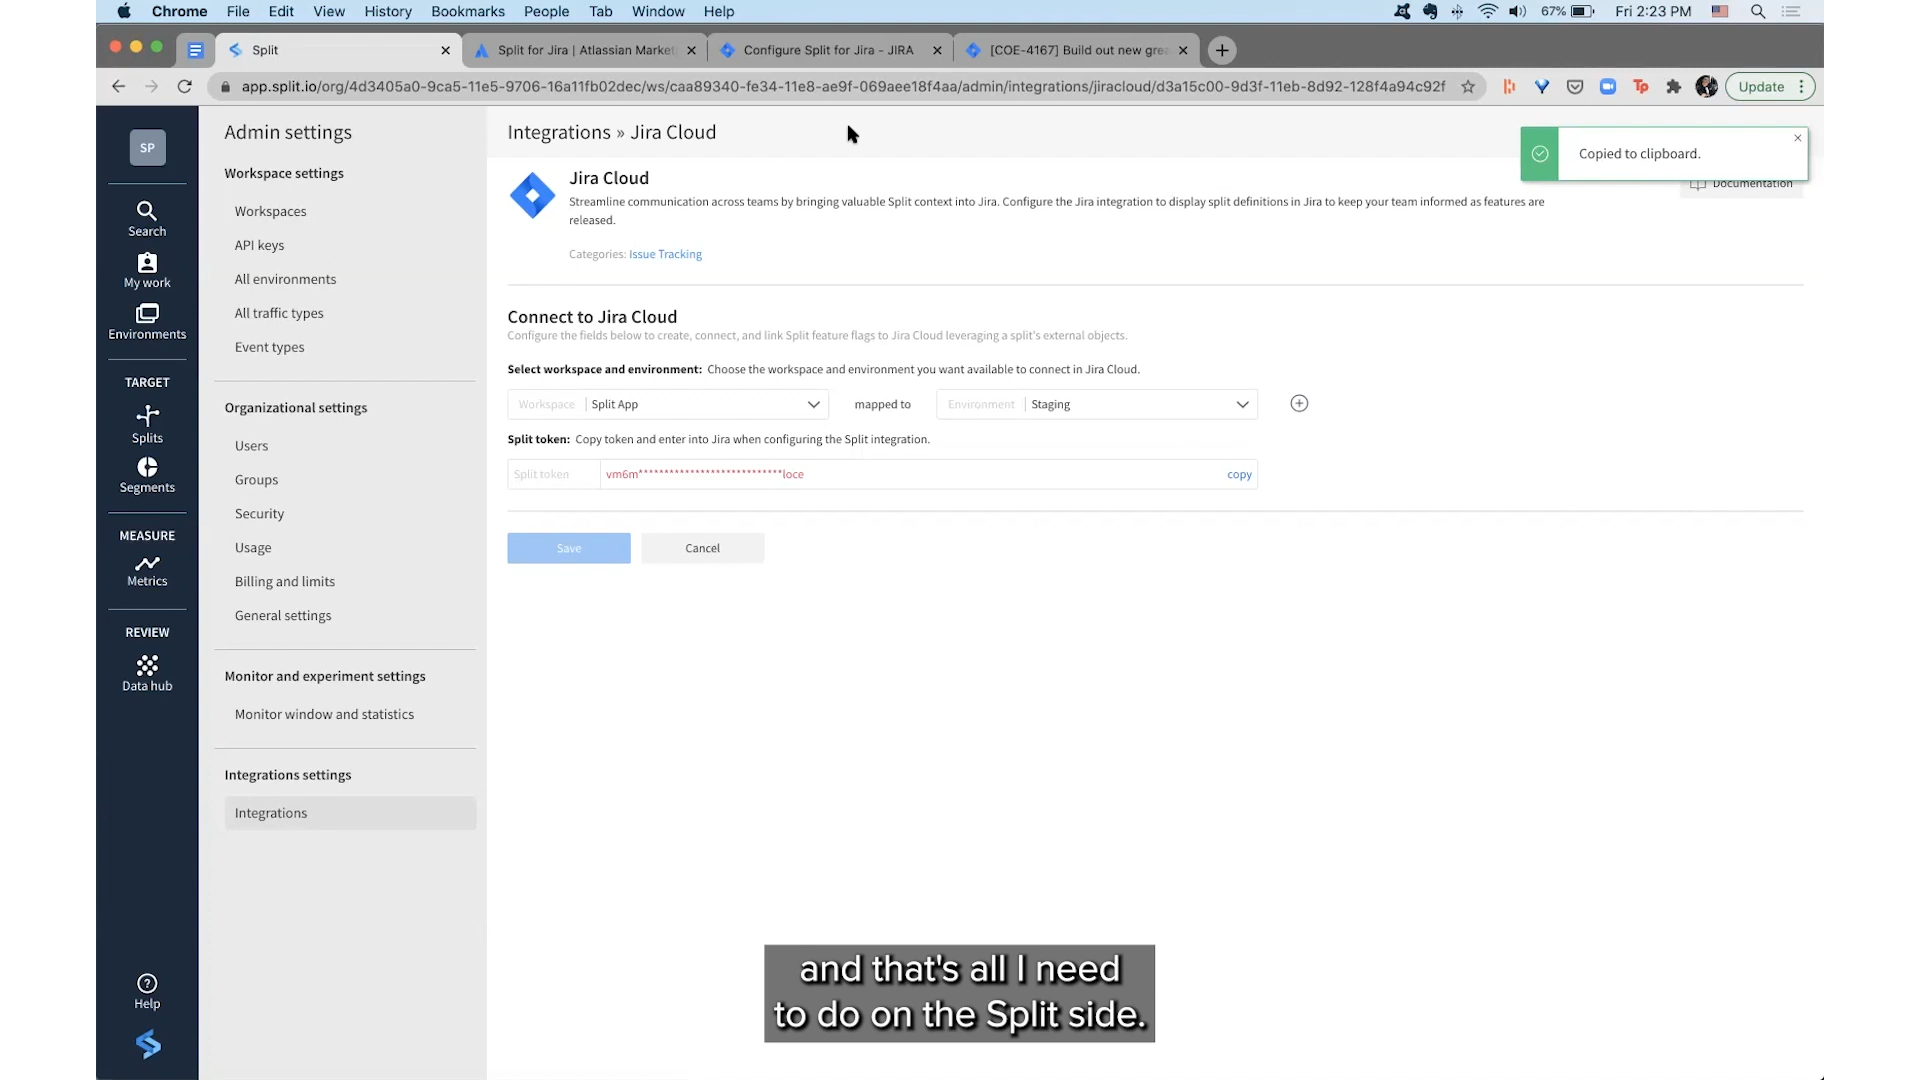 Chrome File Edit View History Bookmarks People Tab Window Help 67% Fri 2:23 PM
Split Split for Jira | Atlassian Market Configure Split for Jira - JIRA [COE-4167] Build out new gre
app.split.io/org/4d3405a0-9ca5-11e5-9706-16a11fb02dec/ws/caa89340-fe34-11e8-ae9f-069aee18f4aa/admin/integrations/jiracloud/d3a15c00-9d3f-11eb-8d92-128f4a94c92f Tp Update
SP
Search
My work
Environments
TARGET
Splits
Segments
MEASURE
Metrics
REVIEW
Data hub
Help
Admin settings
Workspace settings
Workspaces
API keys
All environments
All traffic types
Event types
Organizational settings
Users
Groups
Security
Usage
Billing and limits
General settings
Monitor and experiment settings
Monitor window and statistics
Integrations settings
Integrations
Integrations » Jira Cloud
Copied to clipboard.
Documentation
Jira Cloud
Streamline communication across teams by bringing valuable Split context into Jira. Configure the Jira integration to display split definitions in Jira to keep your team informed as features are
released.
Categories: Issue Tracking
Connect to Jira Cloud
Configure the fields below to create, connect, and link Split feature flags to Jira Cloud leveraging a split's external objects.
Select workspace and environment: Choose the workspace and environment you want available to connect in Jira Cloud.
Workspace Split App mapped to Environment Staging
Split token: Copy token and enter into Jira when configuring the Split integration.
Split token vm6m****************************loce copy
Save Cancel
and that's all I need
to do on the Split side.